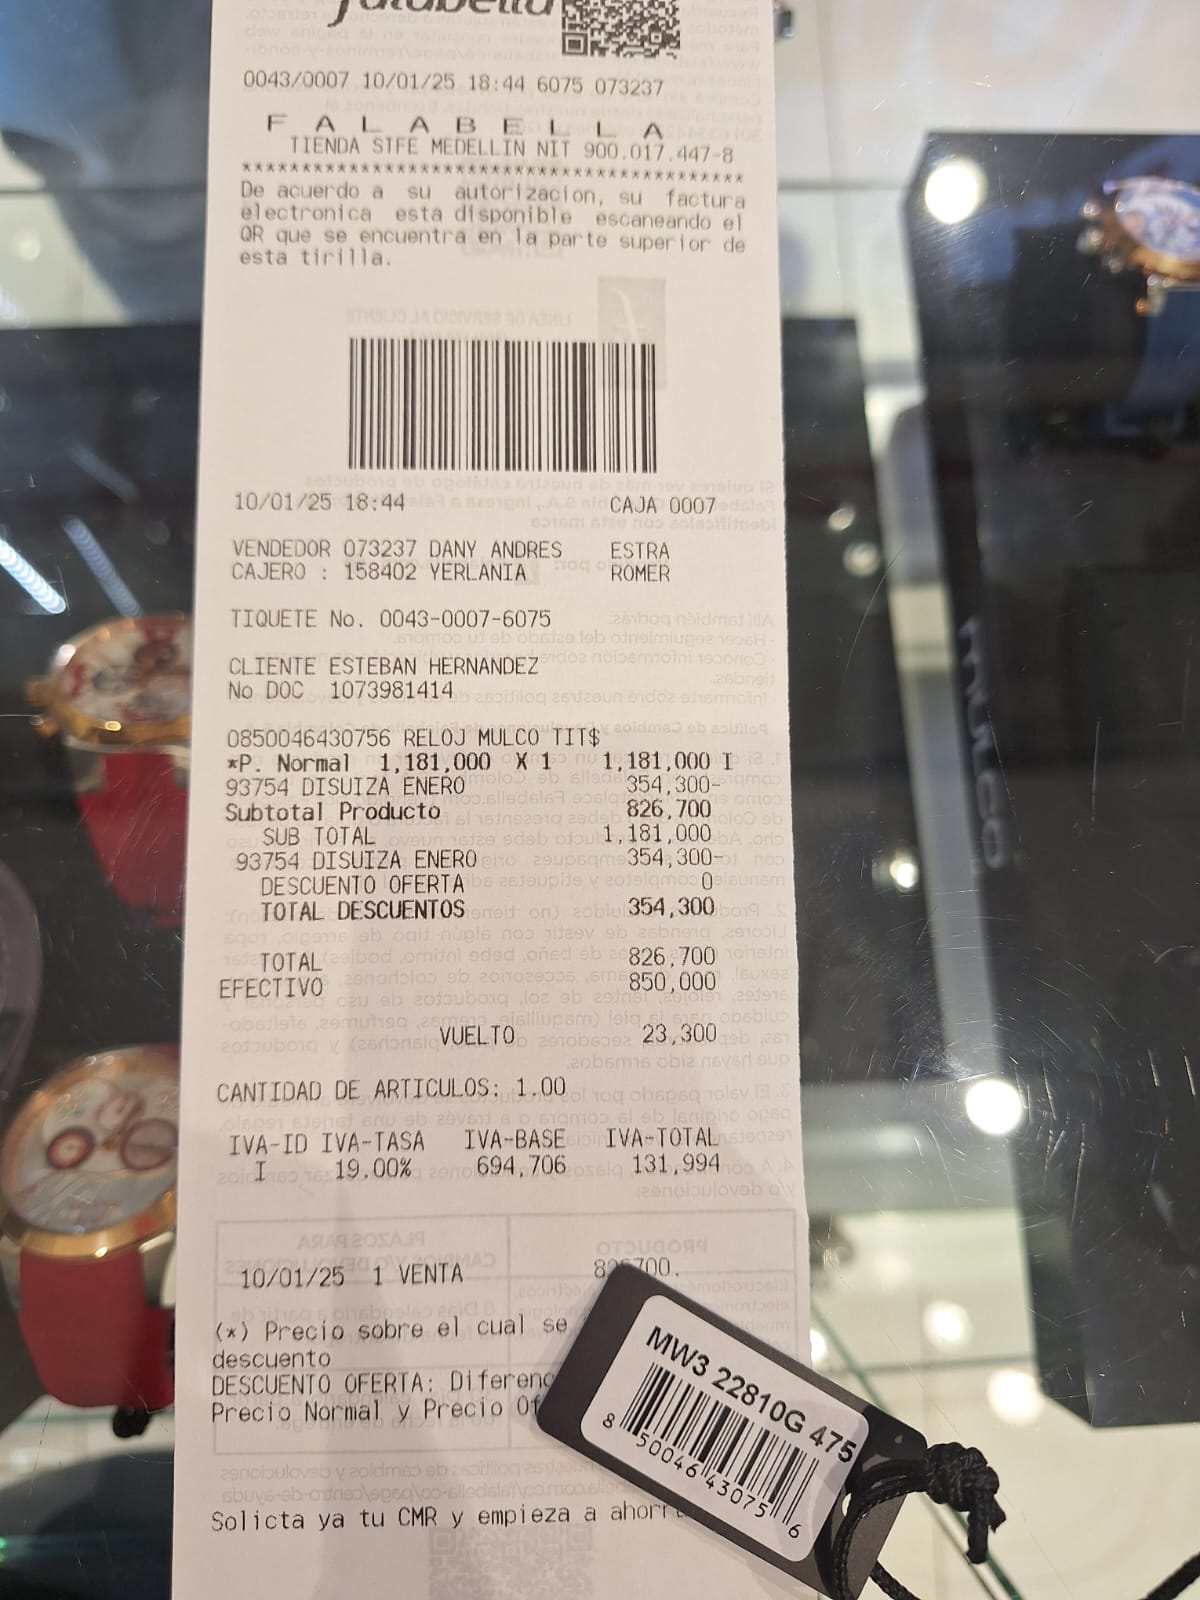 falabella
0043/0007 10/01/25 18:44 6075 073237
F A L A B E L L A
TIENDA STFE MEDELLIN NIT 900.017.447-8
******************************************
De acuerdo a su autorizacion, su factura
electronica esta disponible escaneando el
QR que se encuentra en la parte superior de
esta tirilla.
10/01/25 18:44 CAJA 0007
VENDEDOR 073237 DANY ANDRES ESTRA
CAJERO : 158402 YERLANIA ROMER
TIQUETE No. 0043-0007-6075
CLIENTE ESTEBAN HERNANDEZ
No DOC 1073981414
0850046430756 RELOJ MULCO TIT$
*P. Normal 1,181,000 X 1 1,181,000 I
93754 DISUIZA ENERO 354,300-
Subtotal Producto 826,700
SUB TOTAL 1,181,000
93754 DISUIZA ENERO 354,300-
DESCUENTO OFERTA 0
TOTAL DESCUENTOS 354,300
TOTAL 826,700
EFECTIVO 850,000
VUELTO 23,300
CANTIDAD DE ARTICULOS: 1.00
IVA-ID IVA-TASA IVA-BASE IVA-TOTAL
I 19.00% 694,706 131,994
10/01/25 1 VENTA
(*) Precio sobre el cual se
descuento
DESCUENTO OFERTA: Diferenc
Precio Normal y Precio Of
Solicta ya tu CMR y empieza a ahorr
MW3 22810G 475
8 50046 43075 6
MULCO